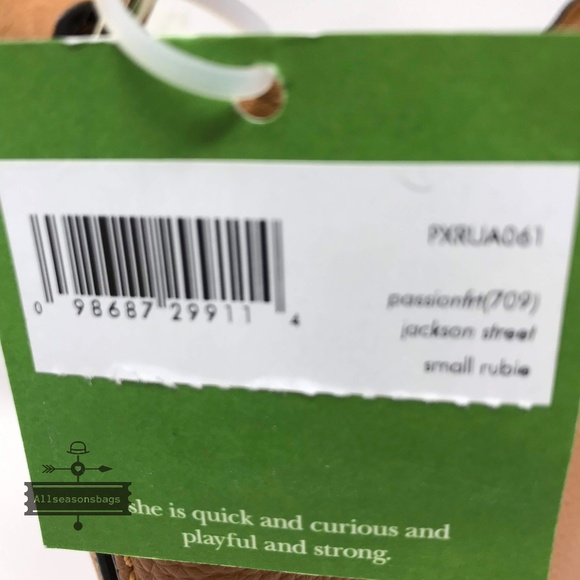 PXRUA061
passionfrt(709)
jackson street
small rubie
0 98687 29911 4
Allseasonsbags
she is quick and curious and
playful and strong.